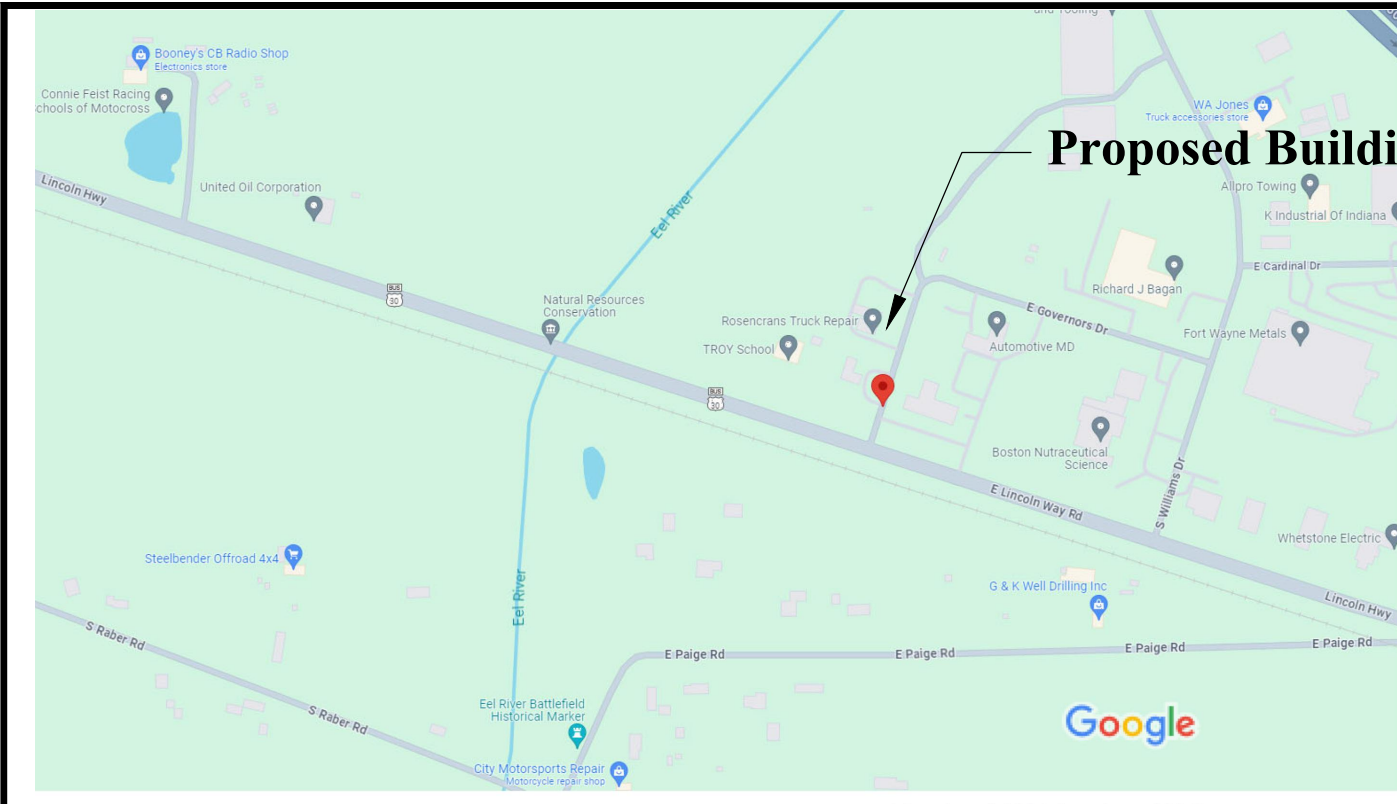 and Tooling
Booney's CB Radio Shop
Electronics store
Connie Feist Racing
chools of Motocross
WA Jones
Truck accessories store
Proposed Buildi
Lincoln Hwy
United Oil Corporation
Allpro Towing
K Industrial Of Indiana
Eel River
E Cardinal Dr
BUS
30
Richard J Bagan
Natural Resources
Conservation
Rosencrans Truck Repair
E Governors Dr
Fort Wayne Metals
TROY School
Automotive MD
BUS
30
Boston Nutraceutical
Science
S Williams Dr
E Lincoln Way Rd
Whetstone Electric
Steelbender Offroad 4x4
Eel River
G & K Well Drilling Inc
Lincoln Hwy
S Raber Rd
E Paige Rd
E Paige Rd
E Paige Rd
E Paige Rd
S Raber Rd
Eel River Battlefield
Historical Marker
Google
City Motorsports Repair
Motorcycle repair shop